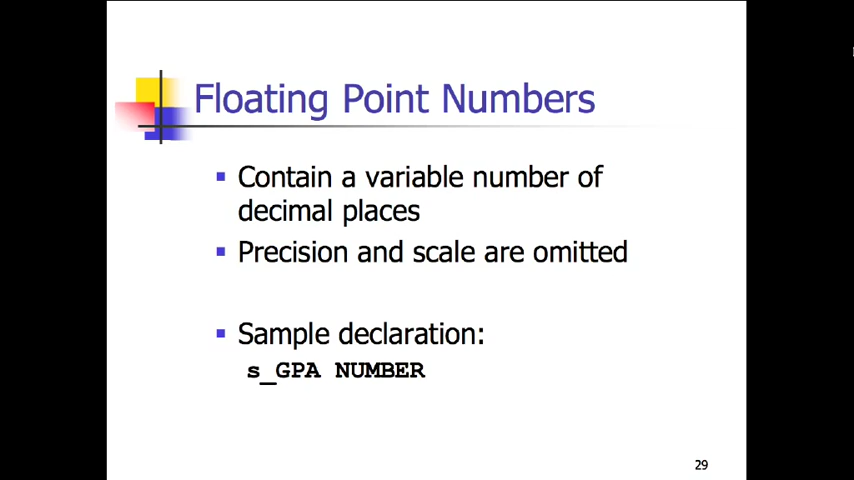 Floating Point Numbers
Contain a variable number of
decimal places
Precision and scale are omitted
Sample declaration:
s_GPA NUMBER
29